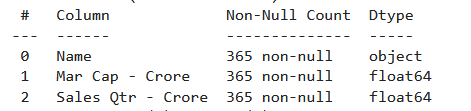 #   Column             Non-Null Count  Dtype
---  ------             --------------  -----
0   Name               365 non-null    object
1   Mar Cap - Crore    365 non-null    float64
2   Sales Qtr - Crore  365 non-null    float64